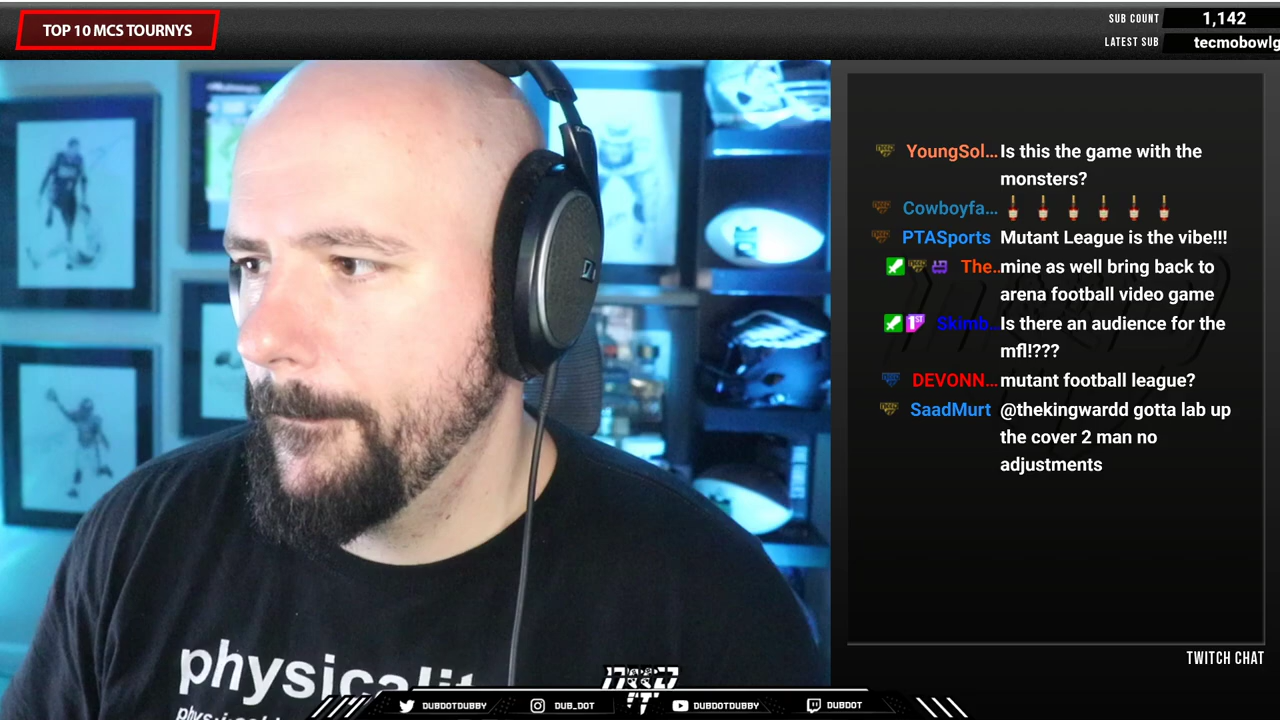 TOP 10 MCS TOURNYS
SUB COUNT 1,142
LATEST SUB tecmobowlg
YoungSol... Is this the game with the
monsters?
Cowboyfa...
PTASports Mutant League is the vibe!!!
The... mine as well bring back to
arena football video game
Skimb... Is there an audience for the
mfl!???
DEVONN... mutant football league?
SaadMurt @thekingwardd gotta lab up
the cover 2 man no
adjustments
TWITCH CHAT
physicalit
DUBDOTDUBBY DUB_DOT DUBDOTDUBBY DUBDOT